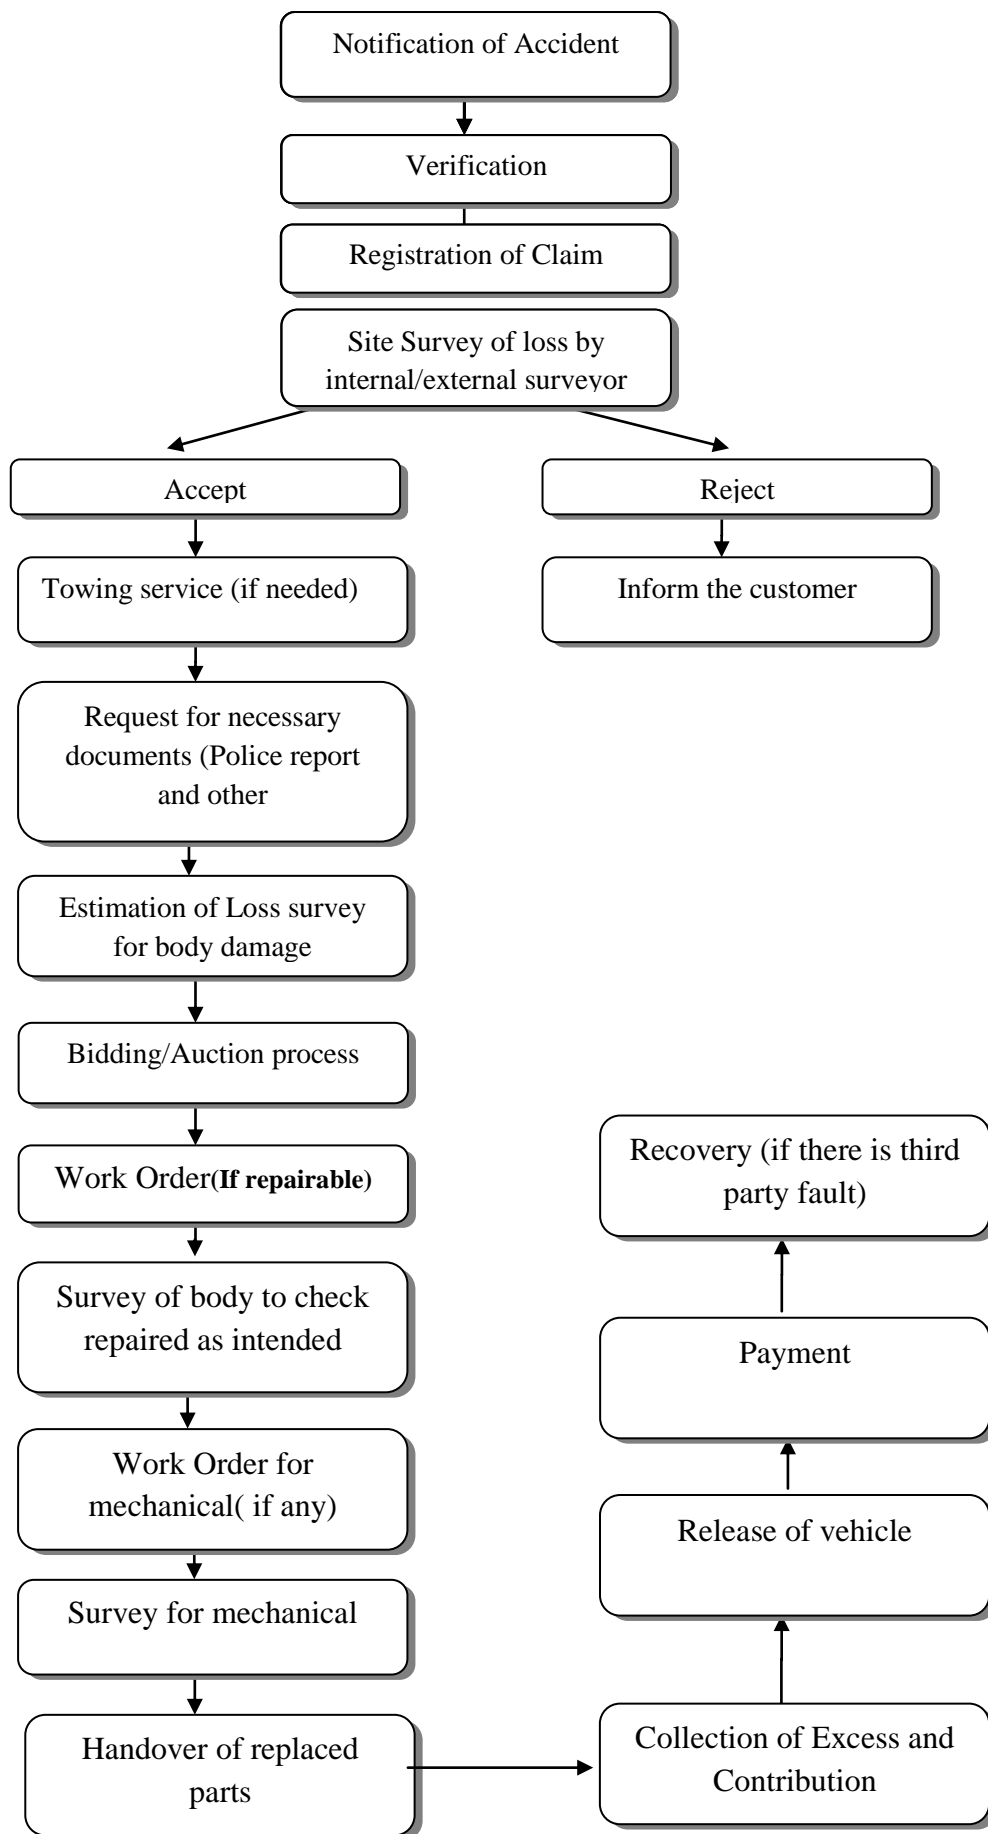 Notification of Accident
Verification
Registration of Claim
Site Survey of loss by
internal/external surveyor
Accept
Reject
Towing service (if needed)
Inform the customer
Request for necessary
documents (Police report
and other
Estimation of Loss survey
for body damage
Bidding/Auction process
Work Order(If repairable)
Survey of body to check
repaired as intended
Work Order for
mechanical( if any)
Survey for mechanical
Handover of replaced
parts
Collection of Excess and
Contribution
Release of vehicle
Payment
Recovery (if there is third
party fault)